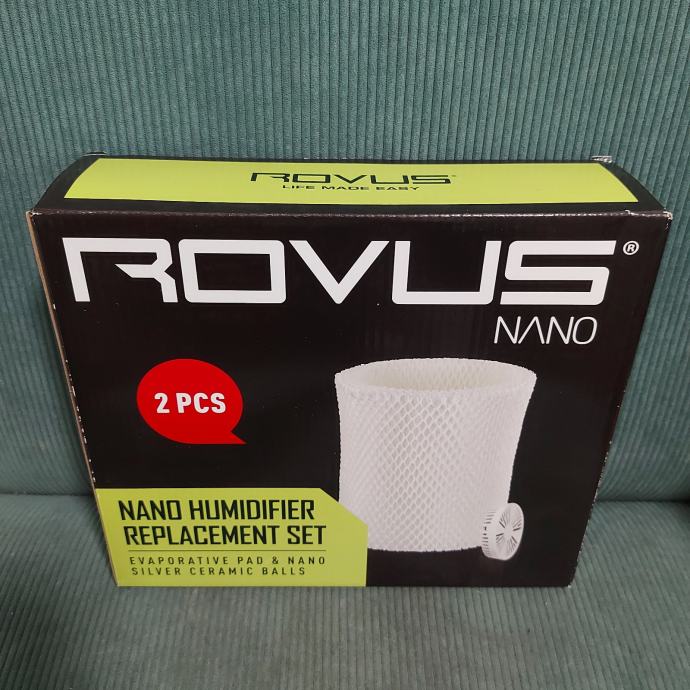 ROVUS
LIFE MADE EASY
ROVUS®
NANO
2 PCS
NANO HUMIDIFIER
REPLACEMENT SET
EVAPORATIVE PAD & NANO
SILVER CERAMIC BALLS